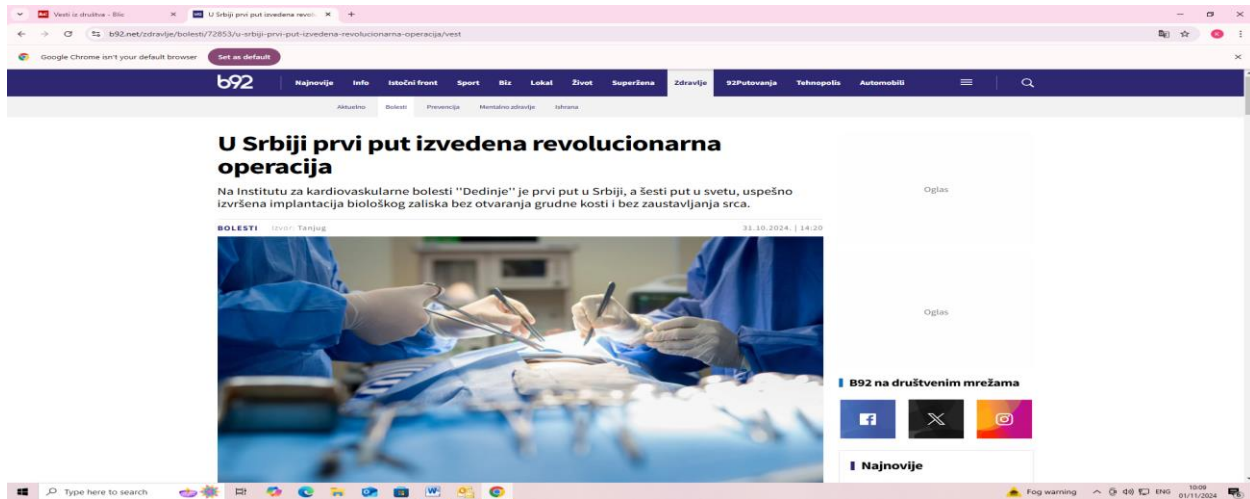 Vesti iz društva - Blic
U Srbiji prvi put izvedena revolu
b92.net/zdravlje/bolesti/72853/u-srbiji-prvi-put-izvedena-revolucionarna-operacija/vest
Google Chrome isn't your default browser Set as default
b92 Najnovije Info Istočni front Sport Biz Lokal Život Superžena Zdravlje 92Putovanja Tehnopolis Automobili
Aktuelno Bolesti Prevencija Mentalno zdravlje Ishrana
U Srbiji prvi put izvedena revolucionarna
operacija
Na Institutu za kardiovaskularne bolesti ''Dedinje'' je prvi put u Srbiji, a šesti put u svetu, uspešno
izvršena implantacija biološkog zaliska bez otvaranja grudne kosti i bez zaustavljanja srca.
BOLESTI Izvor: Tanjug 31.10.2024. | 14:20
Oglas
Oglas
B92 na društvenim mrežama
Najnovije
Type here to search
Fog warning ENG 10:09
01/11/2024